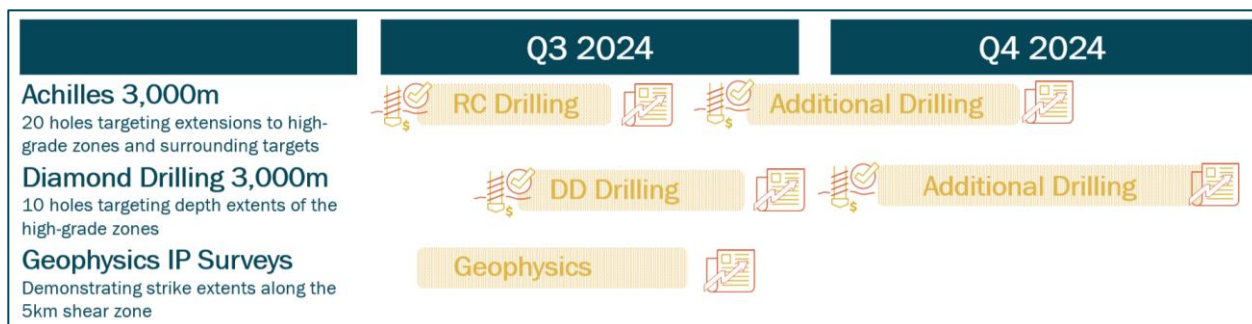 Q3 2024
Q4 2024
Achilles 3,000m
20 holes targeting extensions to high-
grade zones and surrounding targets
RC Drilling
Additional Drilling
Diamond Drilling 3,000m
10 holes targeting depth extents of the
high-grade zones
DD Drilling
Additional Drilling
Geophysics IP Surveys
Demonstrating strike extents along the
5km shear zone
Geophysics